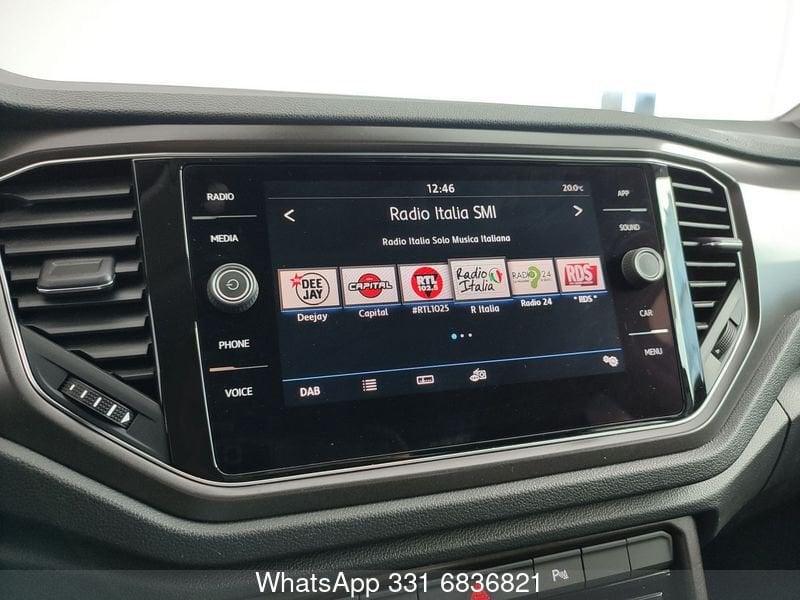 RADIO
MEDIA
PHONE
VOICE
12:46
20.0°C
Radio Italia SMI
Radio Italia Solo Musica Italiana
DEE JAY
CAPITAL
RTL 102.5
Radio Italia
RADIO 24
RDS
Deejay
Capital
#RTL1025
R Italia
Radio 24
* RDS *
DAB
APP
SOUND
CAR
MENU
P
WhatsApp 331 6836821